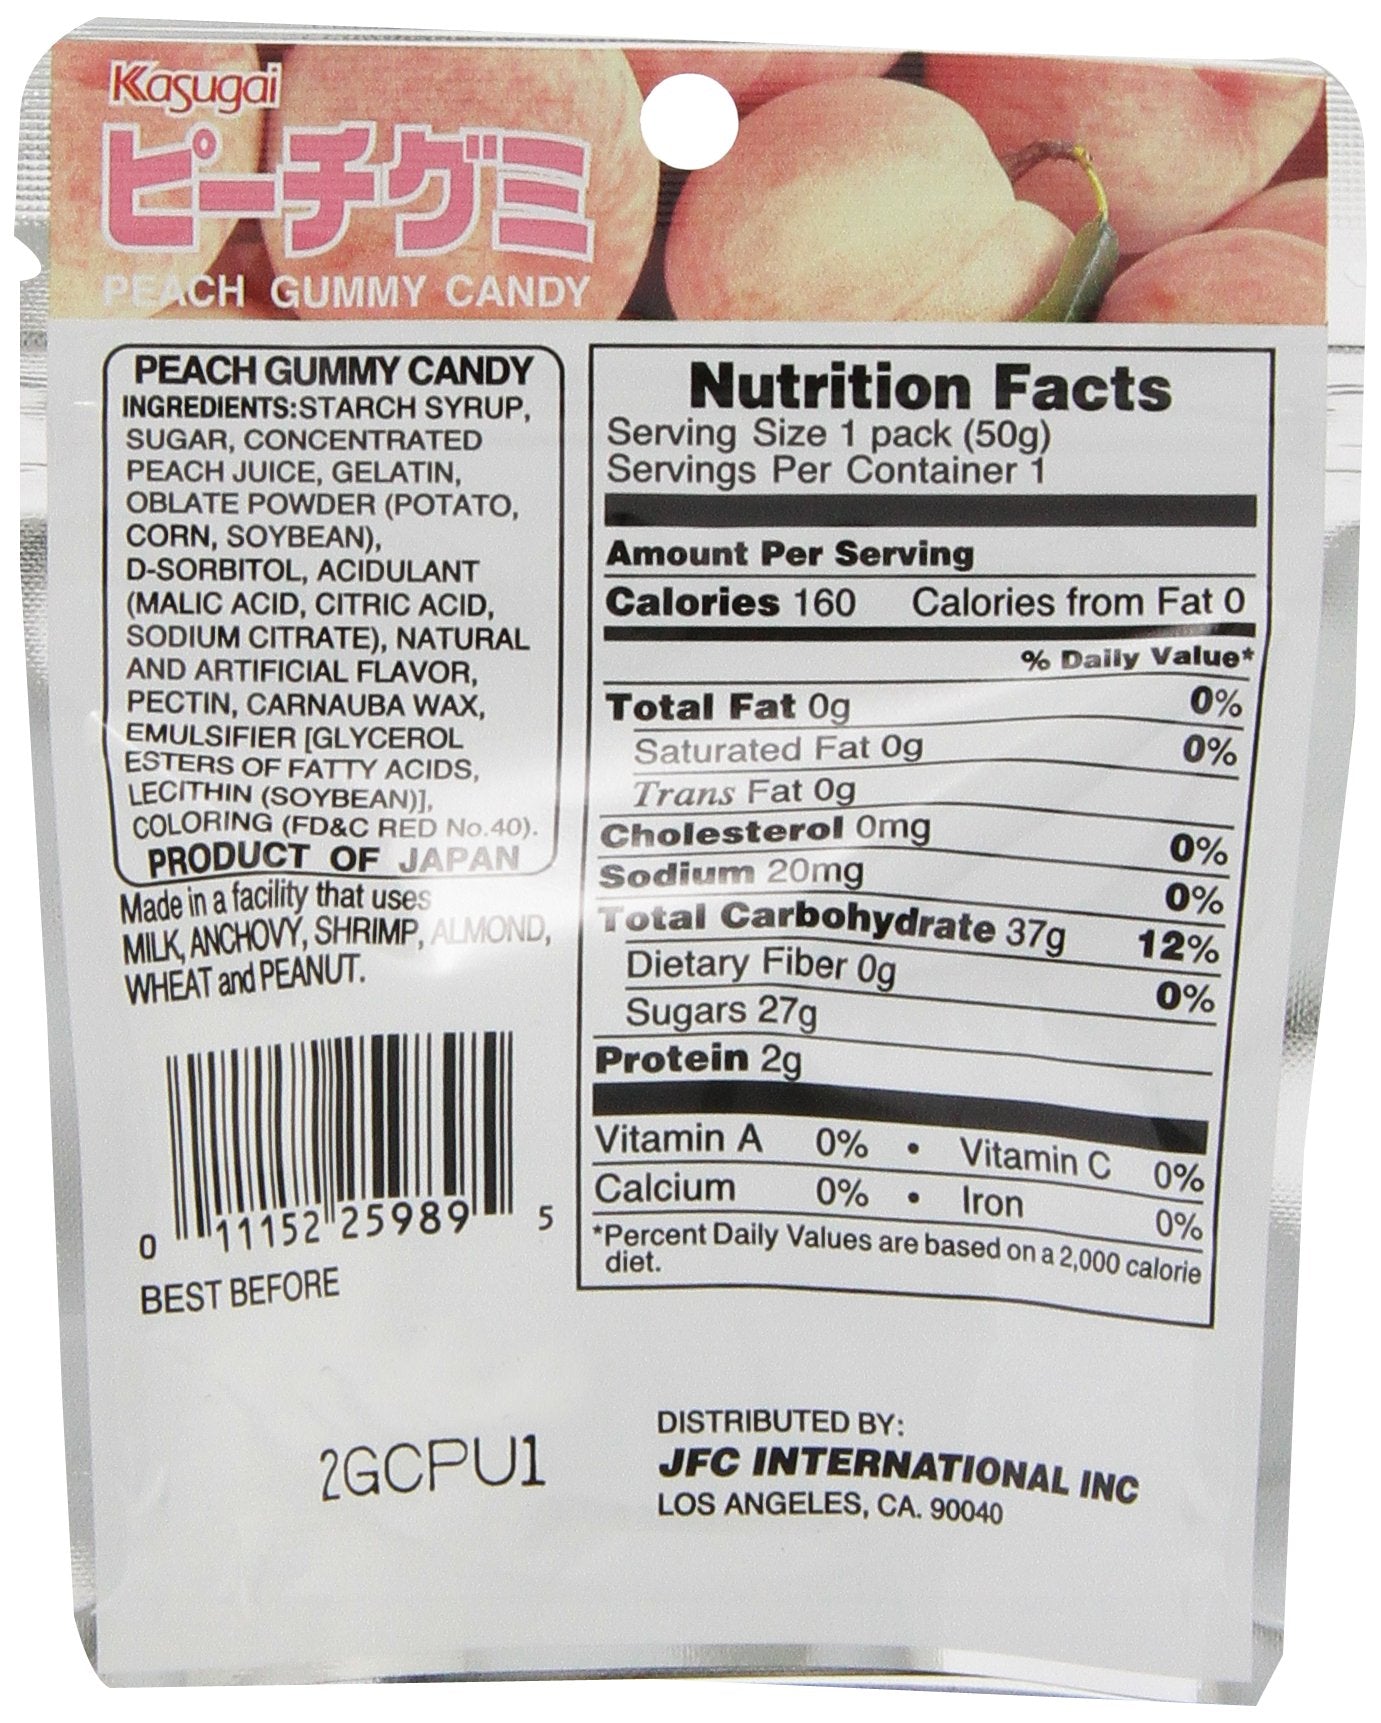 Kasugai
ピーチグミ
PEACH GUMMY CANDY
PEACH GUMMY CANDY
INGREDIENTS:STARCH SYRUP,
SUGAR, CONCENTRATED
PEACH JUICE, GELATIN,
OBLATE POWDER (POTATO,
CORN, SOYBEAN),
D-SORBITOL, ACIDULANT
(MALIC ACID, CITRIC ACID,
SODIUM CITRATE), NATURAL
AND ARTIFICIAL FLAVOR,
PECTIN, CARNAUBA WAX,
EMULSIFIER [GLYCEROL
ESTERS OF FATTY ACIDS,
LECITHIN (SOYBEAN)],
COLORING (FD&C RED No.40).
PRODUCT OF JAPAN
Made in a facility that uses
MILK, ANCHOVY, SHRIMP, ALMOND,
WHEAT and PEANUT.
0 11152 25989 5
BEST BEFORE
2GCPU1
Nutrition Facts
Serving Size 1 pack (50g)
Servings Per Container 1
Amount Per Serving
Calories 160 Calories from Fat 0
% Daily Value*
Total Fat 0g 0%
Saturated Fat 0g 0%
Trans Fat 0g
Cholesterol 0mg 0%
Sodium 20mg 0%
Total Carbohydrate 37g 12%
Dietary Fiber 0g 0%
Sugars 27g
Protein 2g
Vitamin A 0% • Vitamin C 0%
Calcium 0% • Iron 0%
*Percent Daily Values are based on a 2,000 calorie
diet.
DISTRIBUTED BY:
JFC INTERNATIONAL INC
LOS ANGELES, CA. 90040